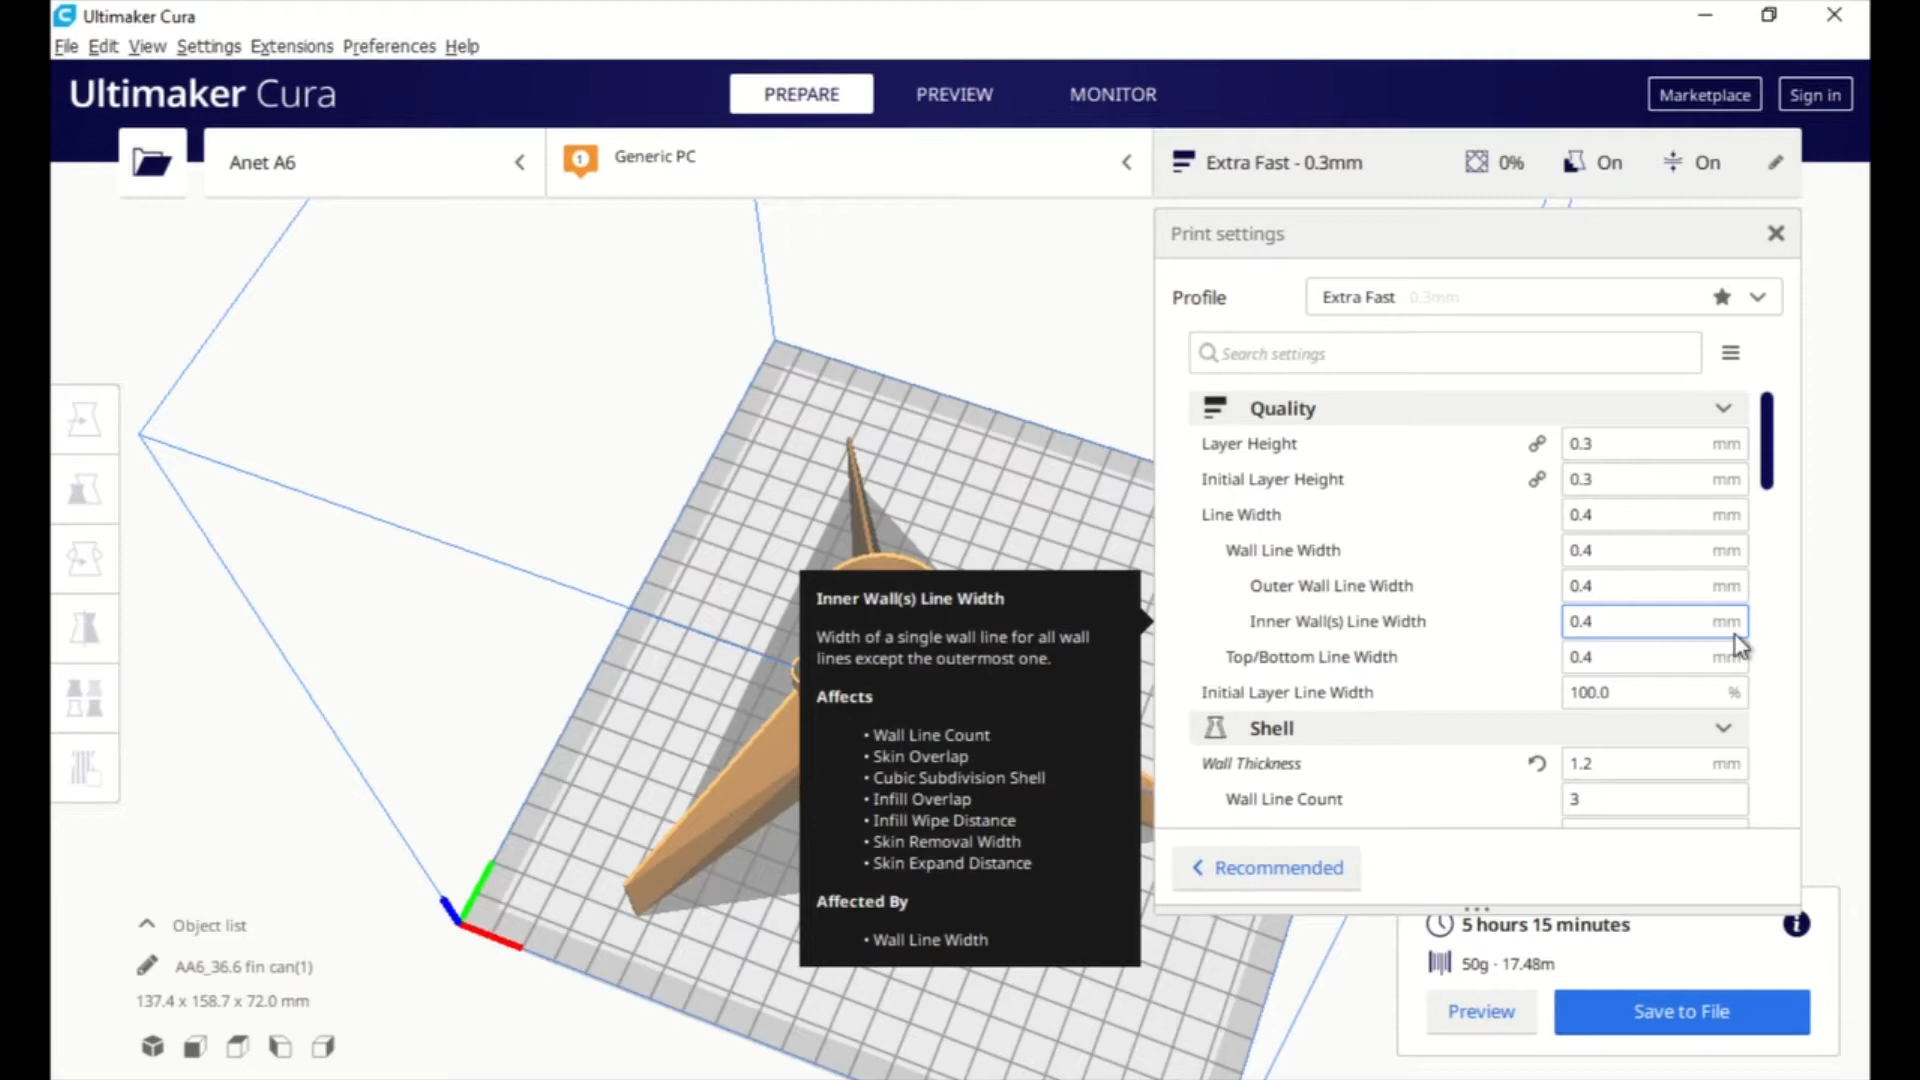 Ultimaker Cura
File Edit View Settings Extensions Preferences Help
Ultimaker Cura
PREPARE
PREVIEW
MONITOR
Marketplace
Sign in
Anet A6
1
Generic PC
Extra Fast - 0.3mm
0%
On
On
Print settings
Profile
Extra Fast - 0.3mm
Search settings
Quality
Layer Height 0.3 mm
Initial Layer Height 0.3 mm
Line Width 0.4 mm
Wall Line Width 0.4 mm
Outer Wall Line Width 0.4 mm
Inner Wall(s) Line Width 0.4 mm
Top/Bottom Line Width 0.4 mm
Initial Layer Line Width 100.0 %
Shell
Wall Thickness 1.2 mm
Wall Line Count 3
Recommended
Inner Wall(s) Line Width
Width of a single wall line for all wall
lines except the outermost one.
Affects
• Wall Line Count
• Skin Overlap
• Cubic Subdivision Shell
• Infill Overlap
• Infill Wipe Distance
• Skin Removal Width
• Skin Expand Distance
Affected By
• Wall Line Width
Object list
AA6_36.6 fin can(1)
137.4 x 158.7 x 72.0 mm
5 hours 15 minutes
50g · 17.48m
Preview
Save to File